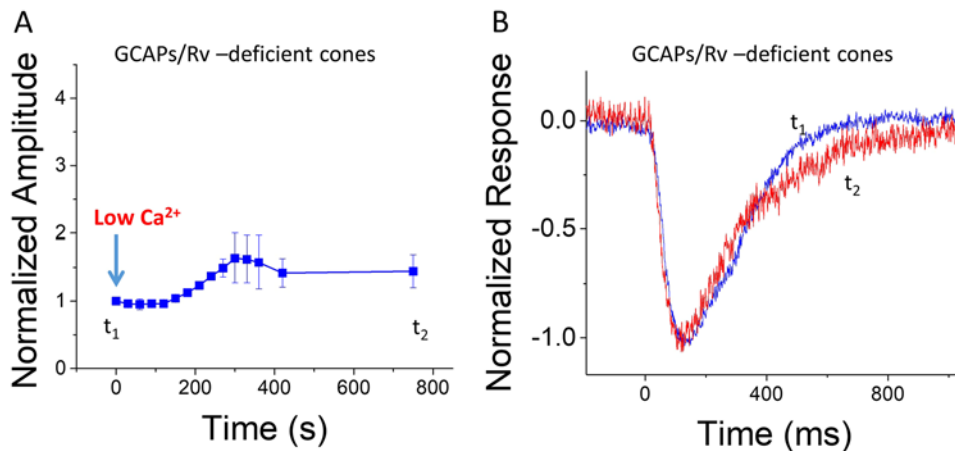 A
GCAPs/Rv –deficient cones
Normalized Amplitude
4
3
2
1
0
Low Ca²⁺
t₁
t₂
0 200 400 600 800
Time (s)
B
GCAPs/Rv –deficient cones
Normalized Response
0.0
-0.5
-1.0
t₁
t₂
0 400 800
Time (ms)